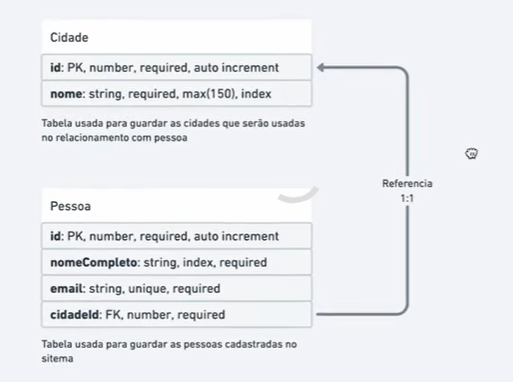 Cidade
id: PK, number, required, auto increment
nome: string, required, max(150), index
Tabela usada para guardar as cidades que serão usadas
no relacionamento com pessoa
Referencia
1:1
Pessoa
id: PK, number, required, auto increment
nomeCompleto: string, index, required
email: string, unique, required
cidadeId: FK, number, required
Tabela usada para guardar as pessoas cadastradas no
sitema